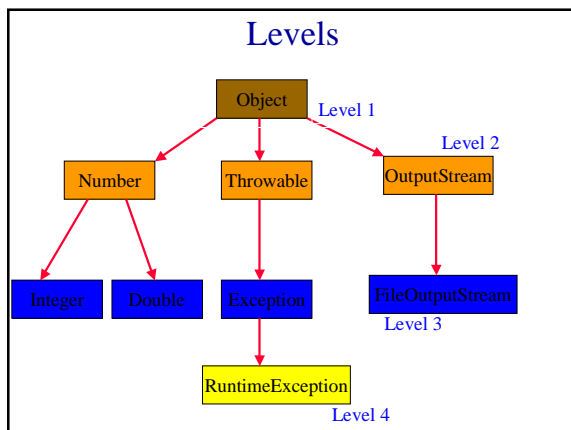 Levels
Object
Level 1
Level 2
Number
Throwable
OutputStream
Integer
Double
Exception
FileOutputStream
Level 3
RuntimeException
Level 4